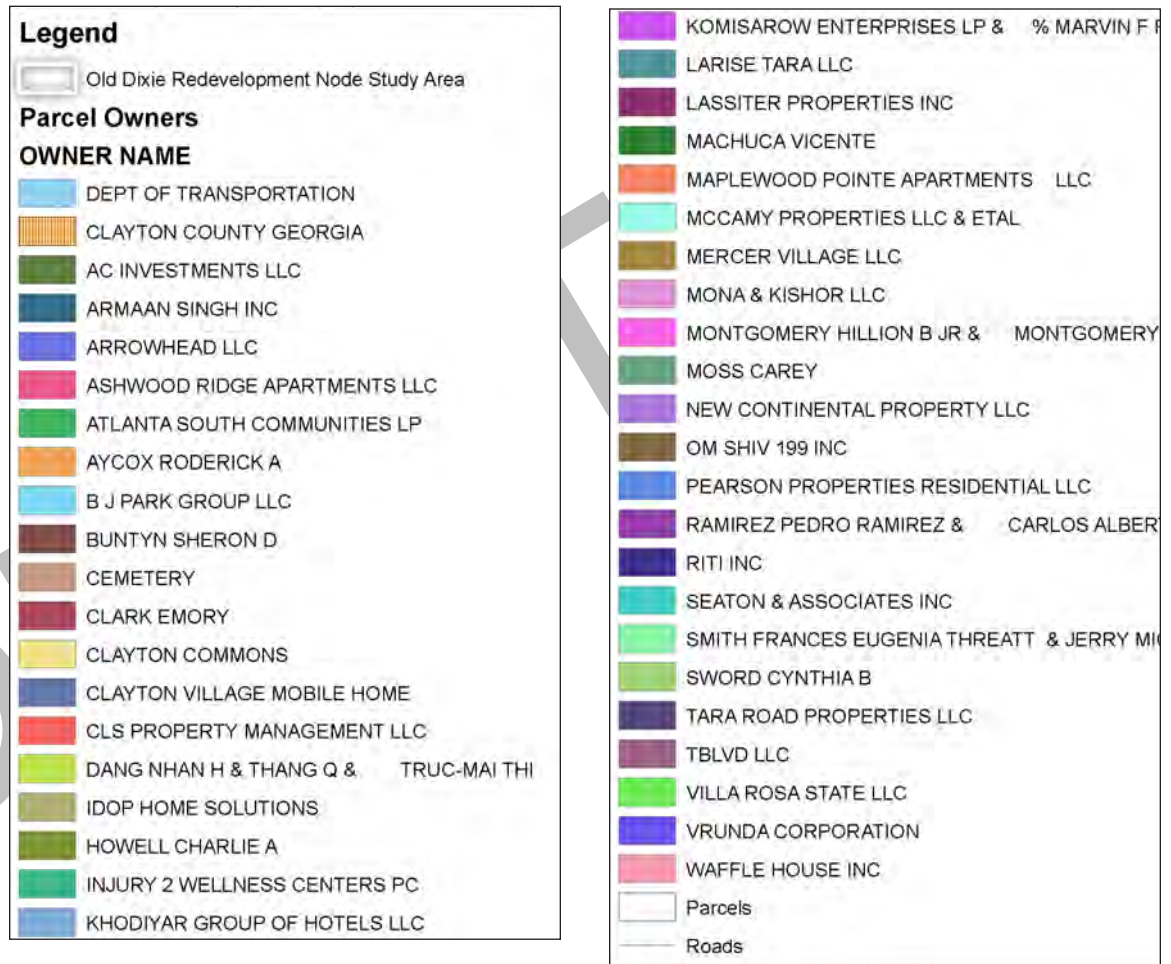 Legend
Old Dixie Redevelopment Node Study Area
Parcel Owners
OWNER NAME
DEPT OF TRANSPORTATION
CLAYTON COUNTY GEORGIA
AC INVESTMENTS LLC
ARMAAN SINGH INC
ARROWHEAD LLC
ASHWOOD RIDGE APARTMENTS LLC
ATLANTA SOUTH COMMUNITIES LP
AYCOX RODERICK A
B J PARK GROUP LLC
BUNTYN SHERON D
CEMETERY
CLARK EMORY
CLAYTON COMMONS
CLAYTON VILLAGE MOBILE HOME
CLS PROPERTY MANAGEMENT LLC
DANG NHAN H & THANG Q & TRUC-MAI THI
IDOP HOME SOLUTIONS
HOWELL CHARLIE A
INJURY 2 WELLNESS CENTERS PC
KHODIYAR GROUP OF HOTELS LLC
KOMISAROW ENTERPRISES LP & % MARVIN F
LARISE TARA LLC
LASSITER PROPERTIES INC
MACHUCA VICENTE
MAPLEWOOD POINTE APARTMENTS LLC
MCCAMY PROPERTIES LLC & ETAL
MERCER VILLAGE LLC
MONA & KISHOR LLC
MONTGOMERY HILLION B JR & MONTGOMERY
MOSS CAREY
NEW CONTINENTAL PROPERTY LLC
OM SHIV 199 INC
PEARSON PROPERTIES RESIDENTIAL LLC
RAMIREZ PEDRO RAMIREZ & CARLOS ALBER
RITI INC
SEATON & ASSOCIATES INC
SMITH FRANCES EUGENIA THREATT & JERRY
SWORD CYNTHIA B
TARA ROAD PROPERTIES LLC
TBLVD LLC
VILLA ROSA STATE LLC
VRUNDA CORPORATION
WAFFLE HOUSE INC
Parcels
Roads